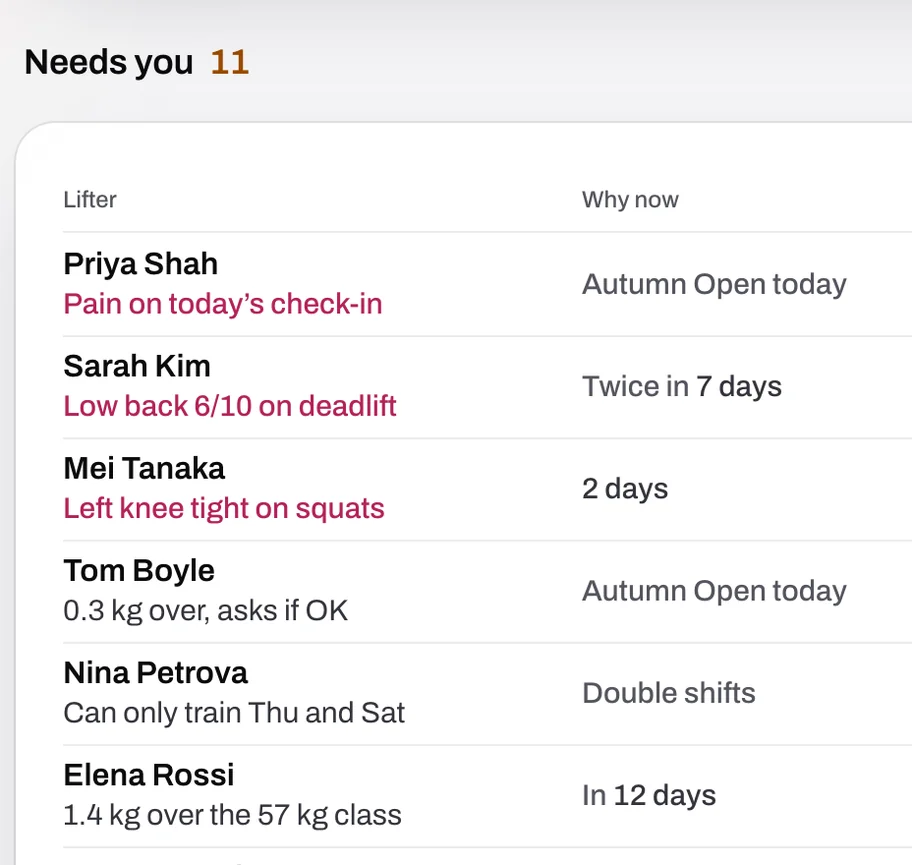 Needs you 11
Lifter Why now
Priya Shah
Pain on today’s check-in
Autumn Open today
Sarah Kim
Low back 6/10 on deadlift
Twice in 7 days
Mei Tanaka
Left knee tight on squats
2 days
Tom Boyle
0.3 kg over, asks if OK
Autumn Open today
Nina Petrova
Can only train Thu and Sat
Double shifts
Elena Rossi
1.4 kg over the 57 kg class
In 12 days